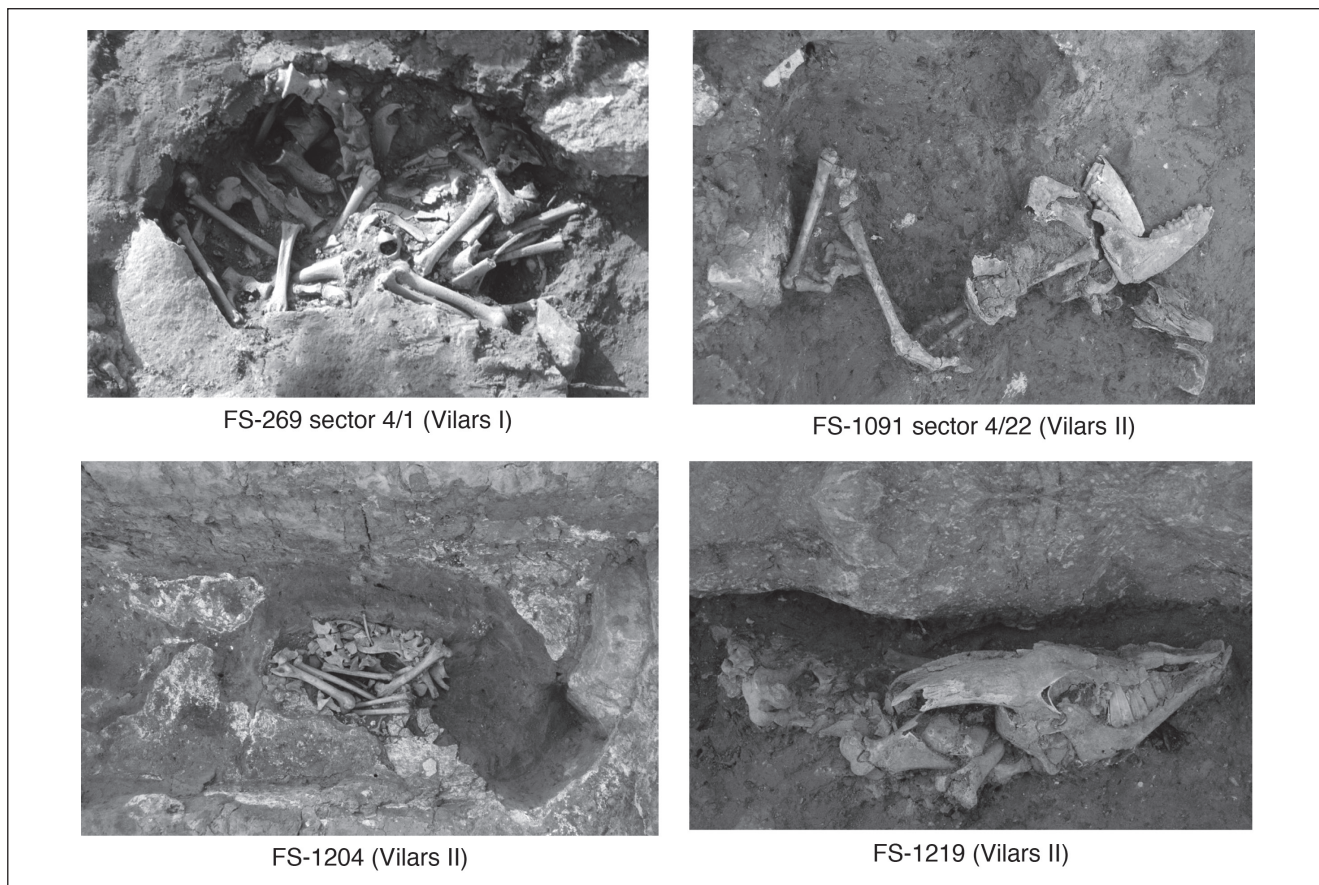 FS-269 sector 4/1 (Vilars I)
FS-1091 sector 4/22 (Vilars II)
FS-1204 (Vilars II)
FS-1219 (Vilars II)